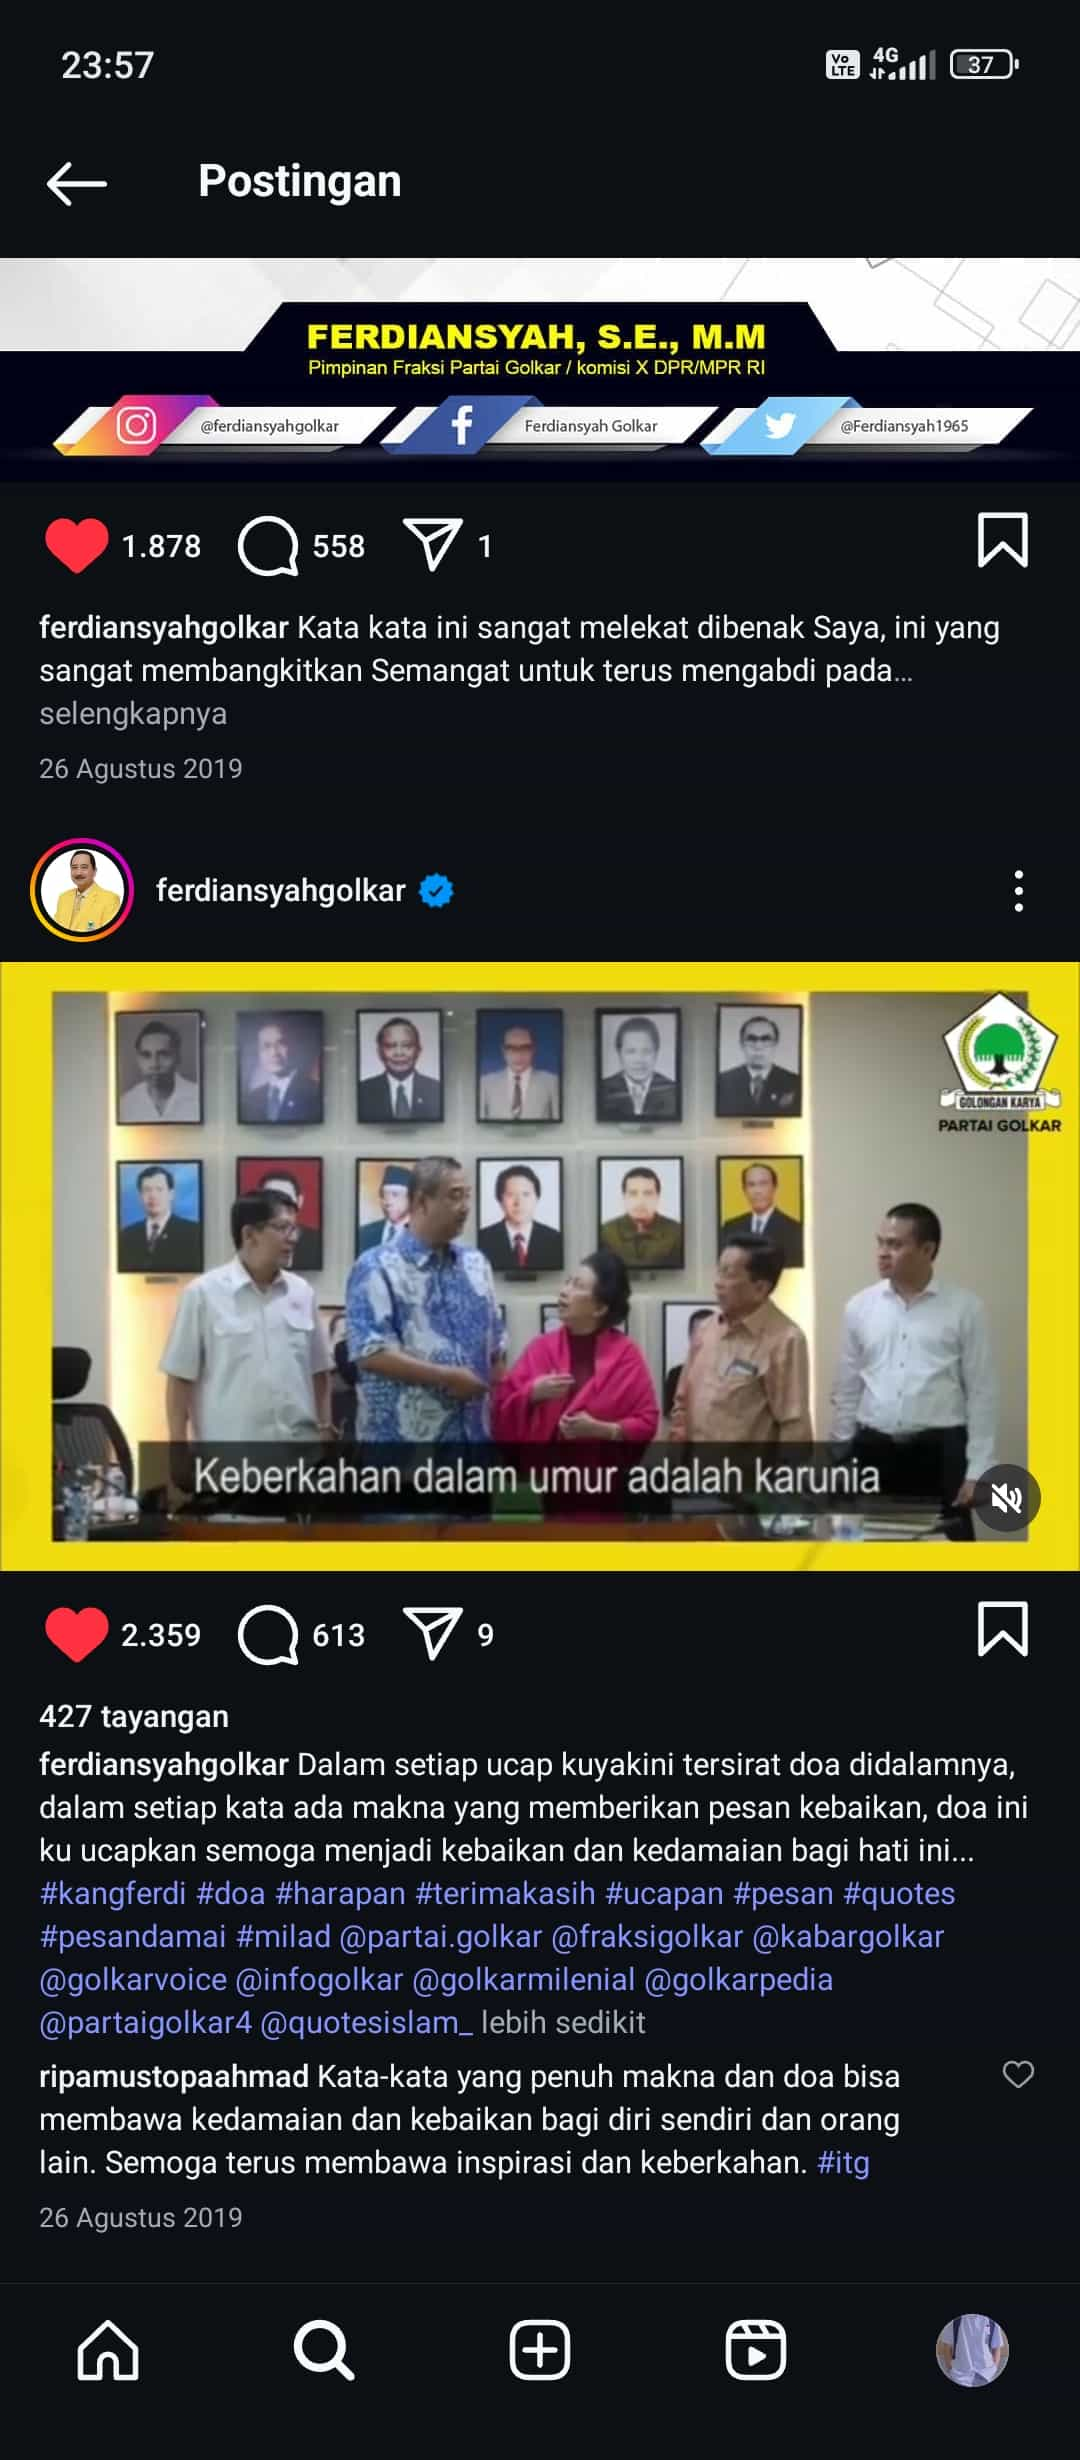 23:57
Vo LTE 4G 37
Postingan
FERDIANSYAH, S.E., M.M
Pimpinan Fraksi Partai Golkar / komisi X DPR/MPR RI
@ferdiansyahgolkar Ferdiansyah Golkar @Ferdiansyah1965
1.878 558 1
ferdiansyahgolkar Kata kata ini sangat melekat dibenak Saya, ini yang
sangat membangkitkan Semangat untuk terus mengabdi pada...
selengkapnya
26 Agustus 2019
ferdiansyahgolkar
GOLONGAN KARYA
PARTAI GOLKAR
Keberkahan dalam umur adalah karunia
2.359 613 9
427 tayangan
ferdiansyahgolkar Dalam setiap ucap kuyakini tersirat doa didalamnya,
dalam setiap kata ada makna yang memberikan pesan kebaikan, doa ini
ku ucapkan semoga menjadi kebaikan dan kedamaian bagi hati ini...
#kangferdi #doa #harapan #terimakasih #ucapan #pesan #quotes
#pesandamai #milad @partai.golkar @fraksigolkar @kabargolkar
@golkarvoice @infogolkar @golkarmilenial @golkarpedia
@partaigolkar4 @quotesislam_ lebih sedikit
ripamustopaahmad Kata-kata yang penuh makna dan doa bisa
membawa kedamaian dan kebaikan bagi diri sendiri dan orang
lain. Semoga terus membawa inspirasi dan keberkahan. #itg
26 Agustus 2019